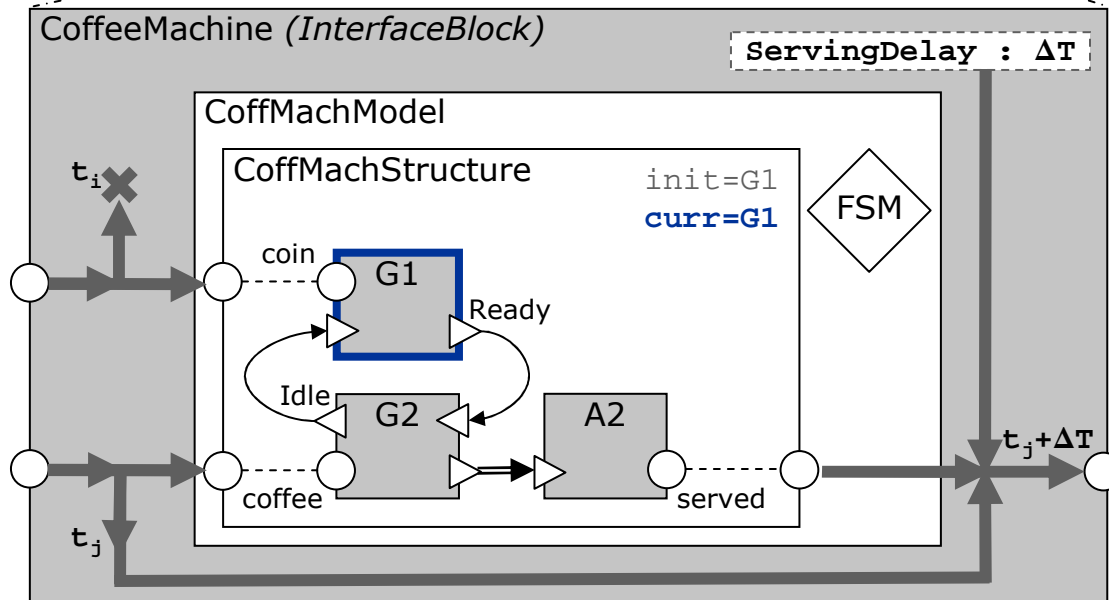 CoffeeMachine (InterfaceBlock)
ServingDelay : ΔT
CoffMachModel
tᵢ
CoffMachStructure
init=G1
curr=G1
FSM
coin
G1
Ready
Idle
G2
A2
tⱼ+ΔT
coffee
served
tⱼ